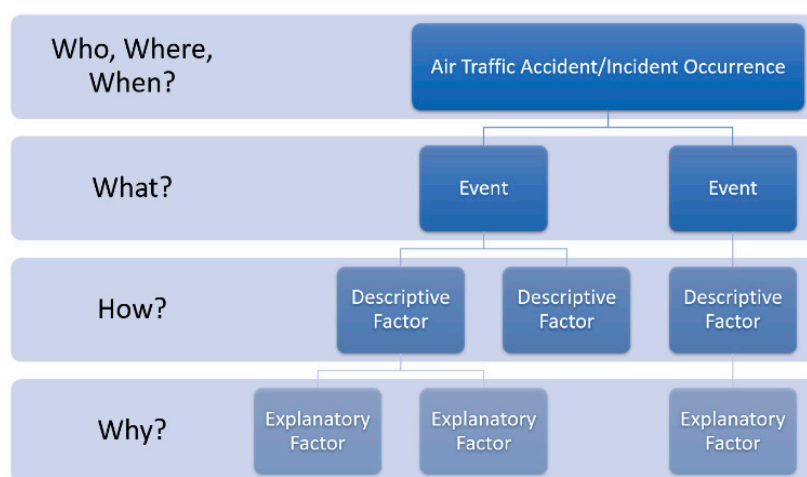 Who, Where,
When?
Air Traffic Accident/Incident Occurrence
What?
Event
Event
How?
Descriptive
Factor
Descriptive
Factor
Descriptive
Factor
Why?
Explanatory
Factor
Explanatory
Factor
Explanatory
Factor